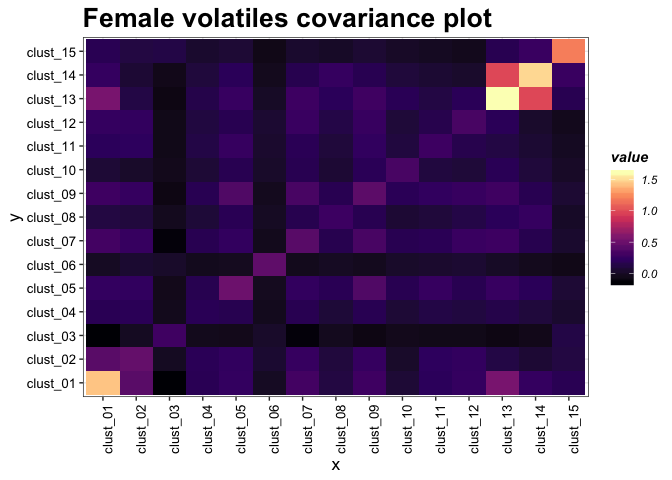 Female volatiles covariance plot
clust_15
clust_14
clust_13
clust_12
clust_11
clust_10
clust_09
clust_08
clust_07
clust_06
clust_05
clust_04
clust_03
clust_02
clust_01
y
clust_01
clust_02
clust_03
clust_04
clust_05
clust_06
clust_07
clust_08
clust_09
clust_10
clust_11
clust_12
clust_13
clust_14
clust_15
x
value
1.5
1.0
0.5
0.0